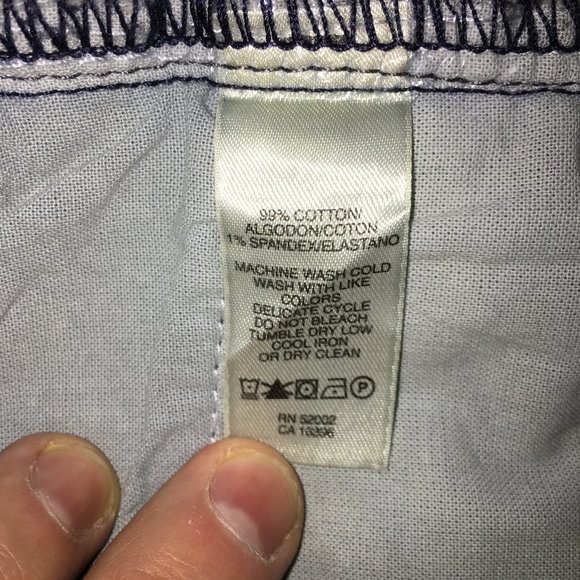 99% COTTON/
ALGODON/COTON
1% SPANDEX/ELASTANO
MACHINE WASH COLD
WASH WITH LIKE
COLORS
DELICATE CYCLE
DO NOT BLEACH
TUMBLE DRY LOW
COOL IRON
OR DRY CLEAN
P
RN 52002
CA 16396